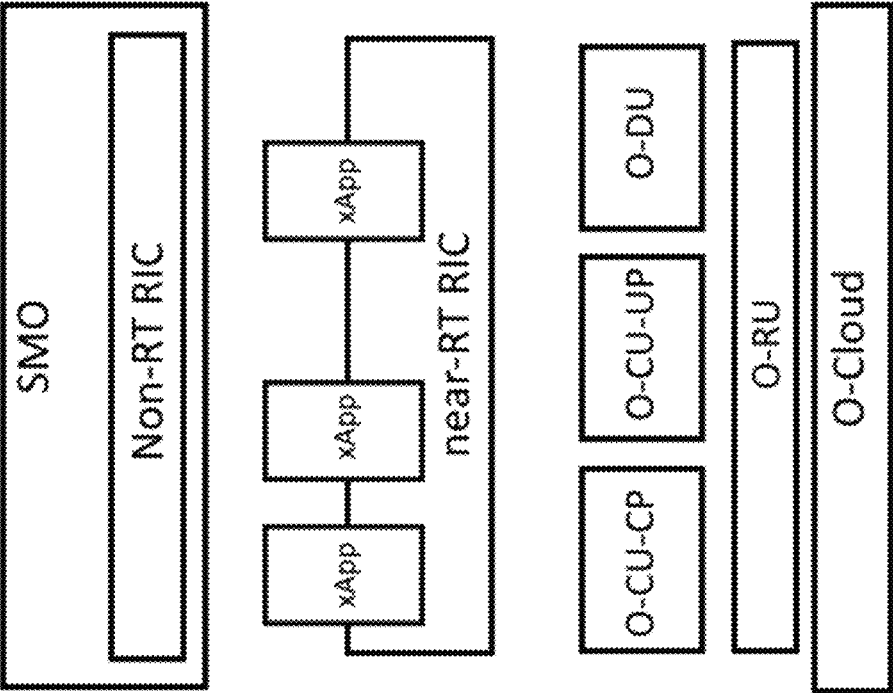 SMO
Non-RT RIC
xApp
xApp
xApp
near-RT RIC
O-CU-CP
O-CU-UP
O-DU
O-RU
O-Cloud